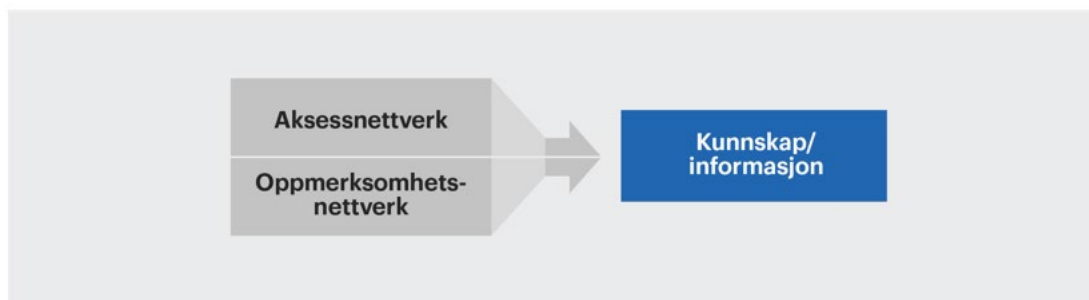 Aksessnettverk
Oppmerksomhets-
nettverk
Kunnskap/
informasjon